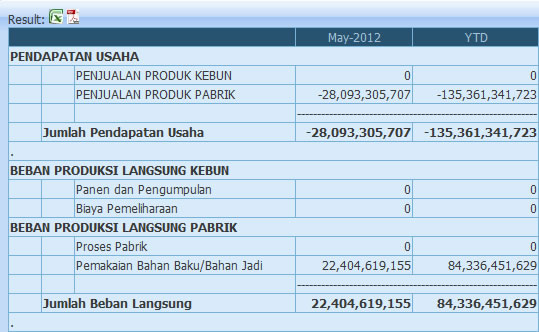 Result:
May-2012 YTD
PENDAPATAN USAHA
PENJUALAN PRODUK KEBUN 0 0
PENJUALAN PRODUK PABRIK -28,093,305,707 -135,361,341,723
--------------------------------------------------------------
Jumlah Pendapatan Usaha -28,093,305,707 -135,361,341,723
.
BEBAN PRODUKSI LANGSUNG KEBUN
Panen dan Pengumpulan 0 0
Biaya Pemeliharaan 0 0
BEBAN PRODUKSI LANGSUNG PABRIK
Proses Pabrik 0 0
Pemakaian Bahan Baku/Bahan Jadi 22,404,619,155 84,336,451,629
--------------------------------------------------------------
Jumlah Beban Langsung 22,404,619,155 84,336,451,629
.